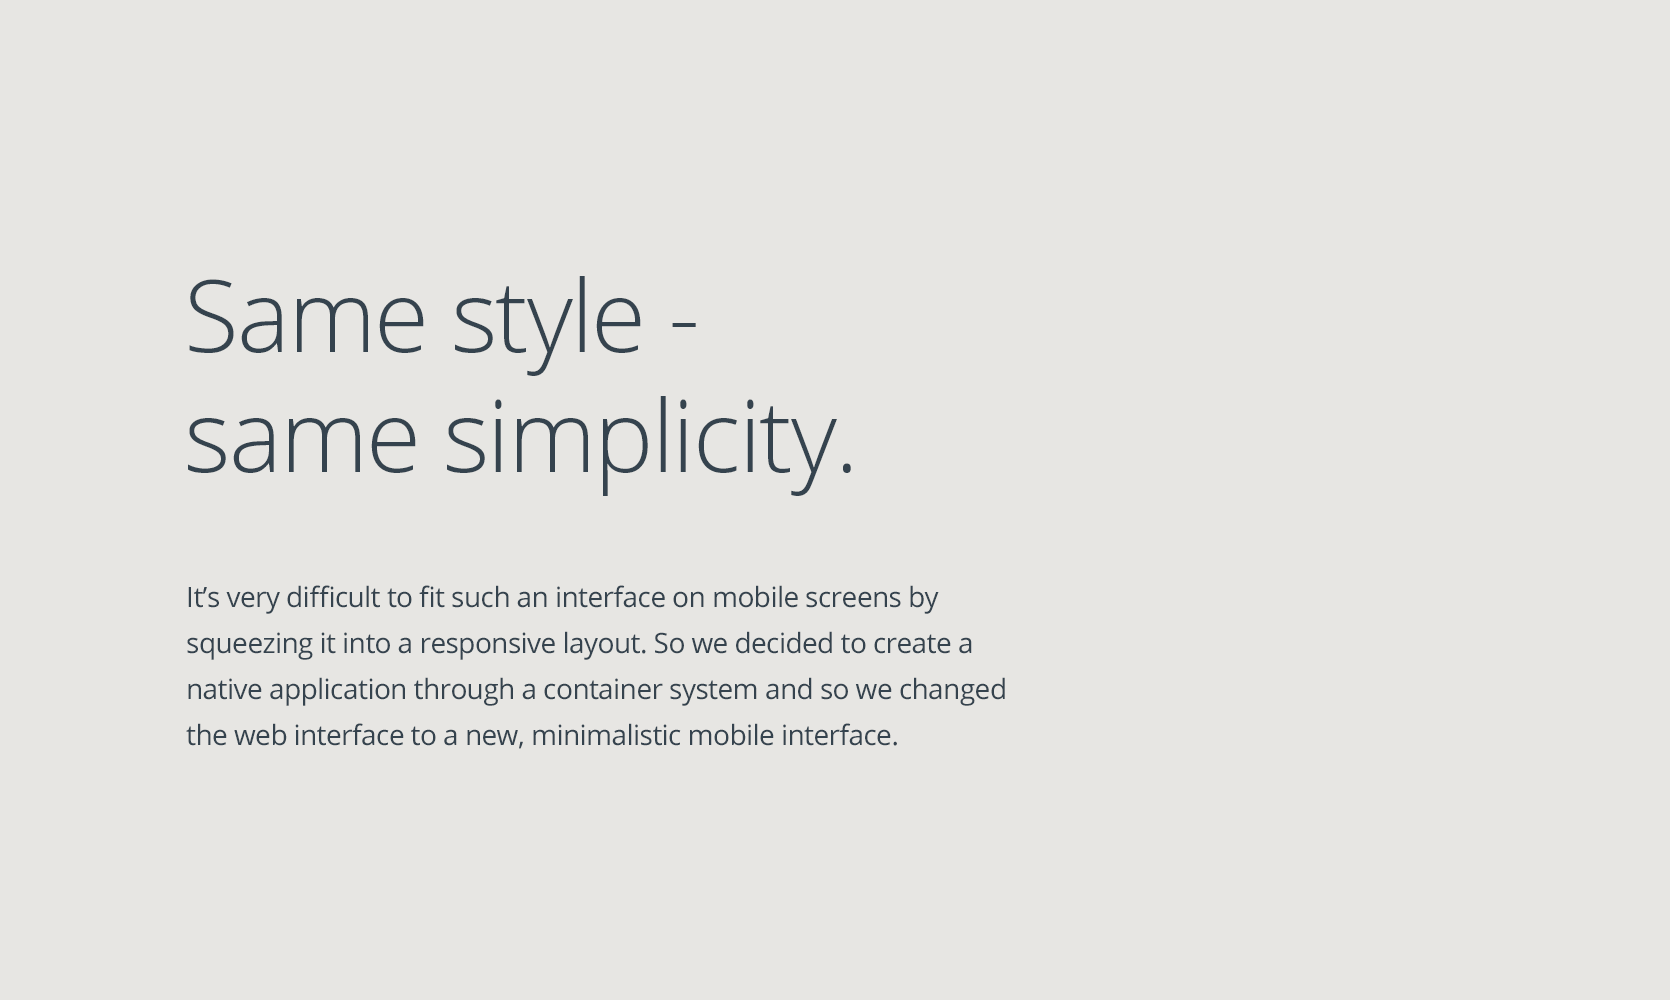 Same style -
same simplicity.
It’s very difficult to fit such an interface on mobile screens by
squeezing it into a responsive layout. So we decided to create a
native application through a container system and so we changed
the web interface to a new, minimalistic mobile interface.